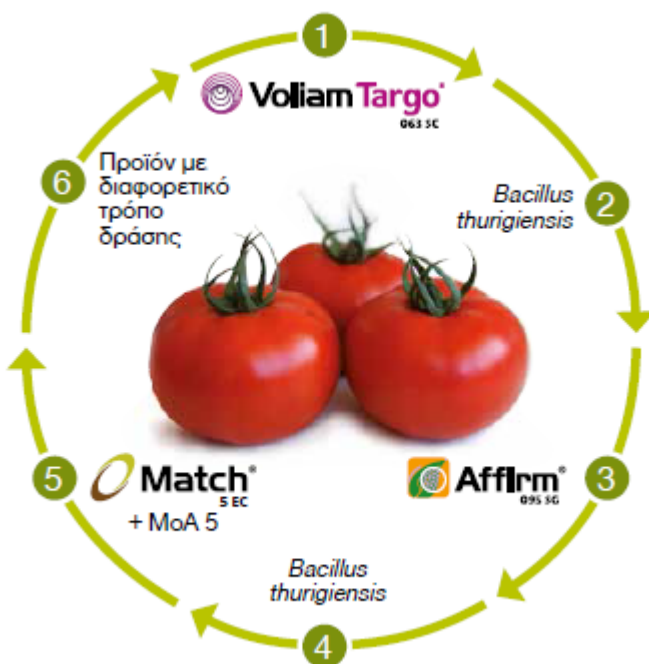 1
Voliam Targo®
063 SC
Bacillus
thurigiensis
2
3
Affirm®
095 SG
Bacillus
thurigiensis
4
5
Match®
5 EC
+ MoA 5
6
Προϊόν με
διαφορετικό
τρόπο
δράσης